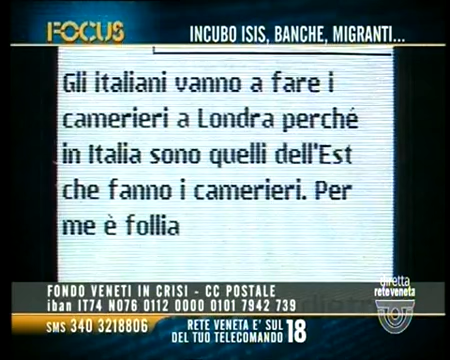 FOCUS
INCUBO ISIS, BANCHE, MIGRANTI...
Gli italiani vanno a fare i
camerieri a Londra perché
in Italia sono quelli dell'Est
che fanno i camerieri. Per
me è follia
diretta
reteveneta
FONDO VENETI IN CRISI - CC POSTALE
iban IT74 N076 0112 0000 0101 7942 739
SMS 340 3218806
RETE VENETA E' SUL
DEL TUO TELECOMANDO 18